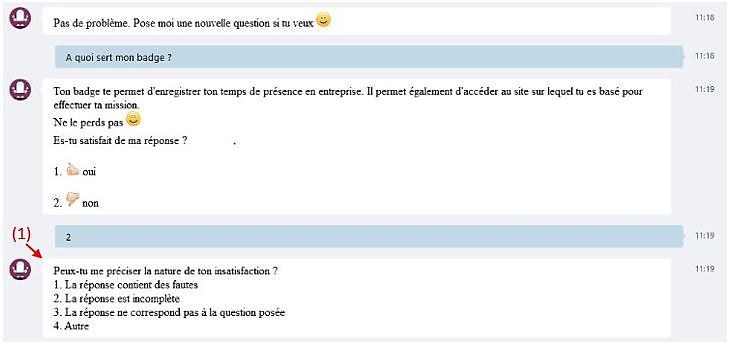 Pas de problème. Pose moi une nouvelle question si tu veux 😊 11:18
A quoi sert mon badge ? 11:18
Ton badge te permet d'enregistrer ton temps de présence en entreprise. Il permet également d'accéder au site sur lequel tu es basé pour 11:19
effectuer ta mission.
Ne le perds pas 😊
Es-tu satisfait de ma réponse ?
1. 👍 oui
2. 👎 non
2 11:19
(1)
Peux-tu me préciser la nature de ton insatisfaction ? 11:19
1. La réponse contient des fautes
2. La réponse est incomplète
3. La réponse ne correspond pas à la question posée
4. Autre